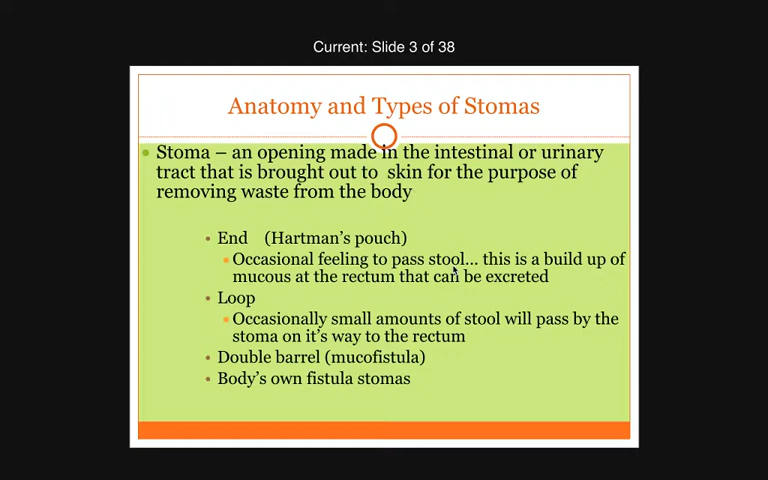 Current: Slide 3 of 38
Anatomy and Types of Stomas
Stoma – an opening made in the intestinal or urinary
tract that is brought out to  skin for the purpose of
removing waste from the body
End   (Hartman's pouch)
Occasional feeling to pass stool... this is a build up of
mucous at the rectum that can be excreted
Loop
Occasionally small amounts of stool will pass by the
stoma on it's way to the rectum
Double barrel (mucofistula)
Body's own fistula stomas